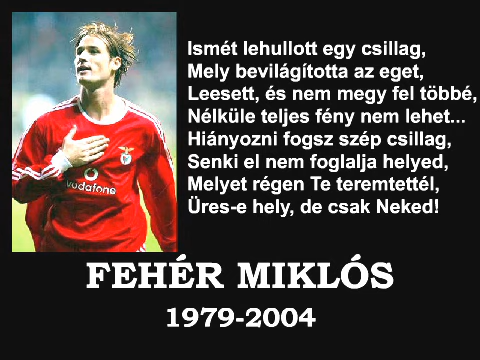 Ismét lehullott egy csillag,
Mely bevilágította az eget,
Leesett, és nem megy fel többé,
Nélküle teljes fény nem lehet...
Hiányozni fogsz szép csillag,
Senki el nem foglalja helyed,
Melyet régen Te teremtettél,
Üres-e hely, de csak Neked!
vodafone
FEHÉR MIKLÓS
1979-2004